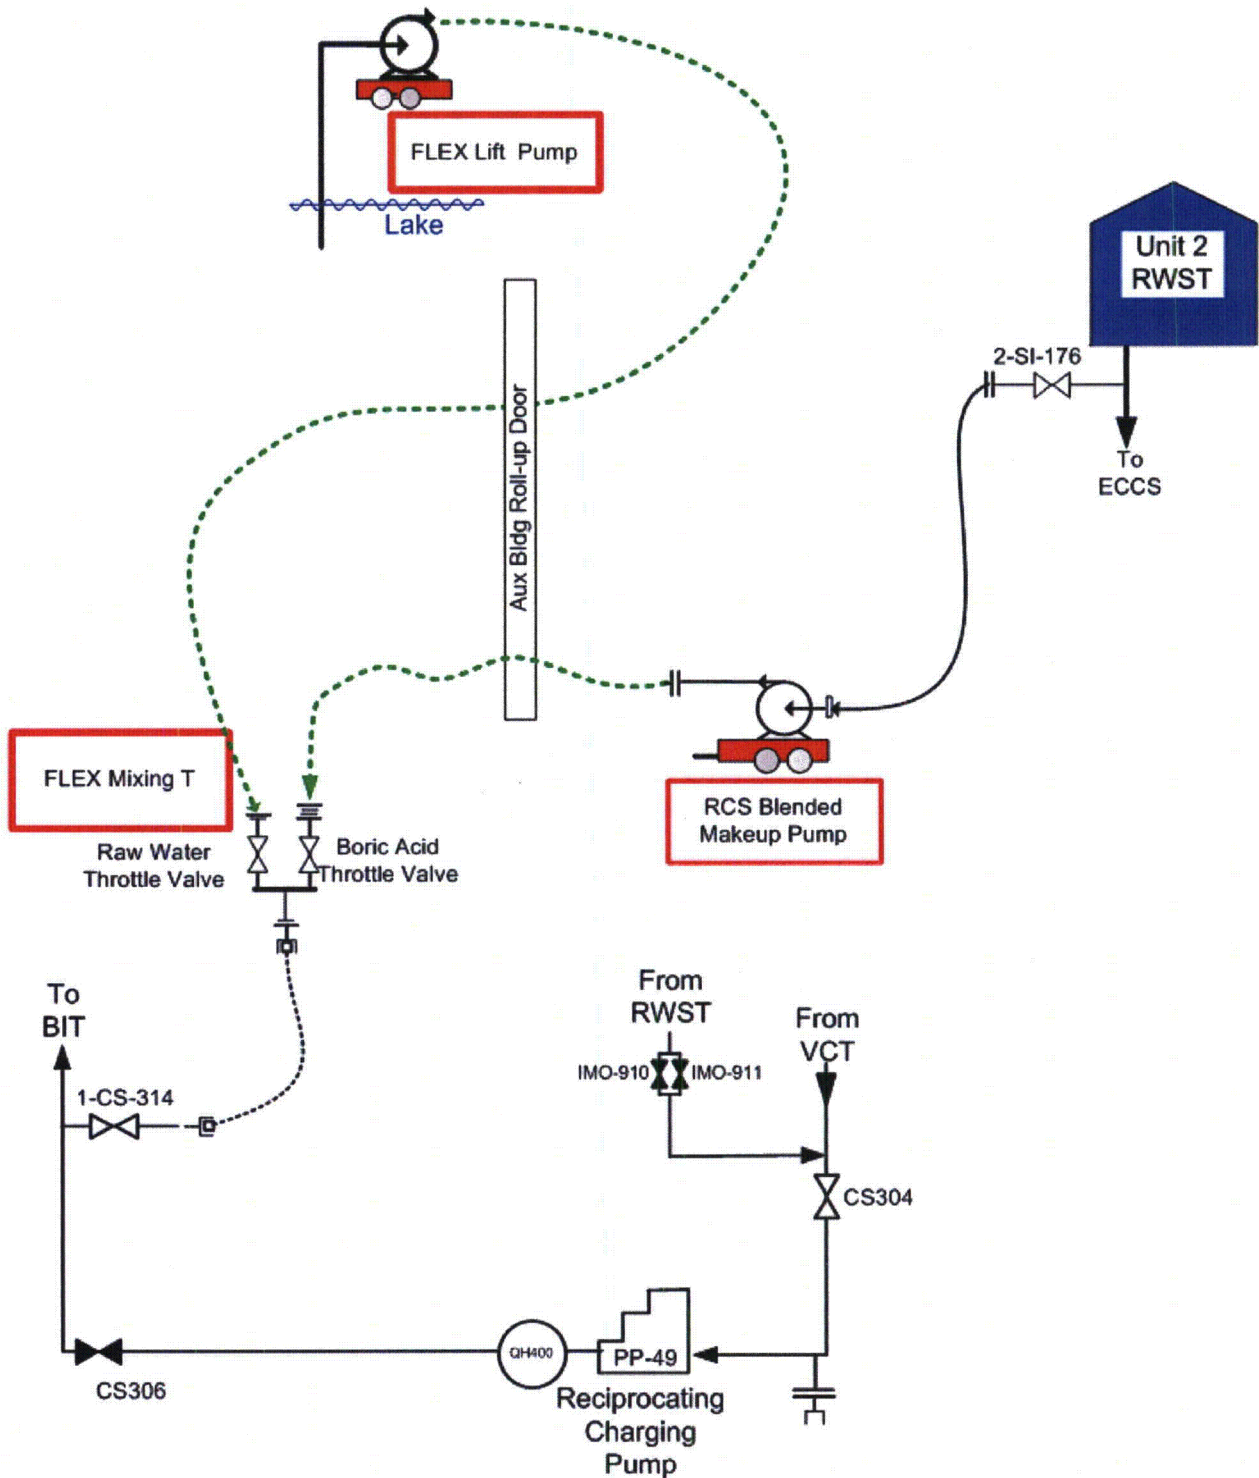 FLEX Lift Pump
Lake
Unit 2
RWST
2-SI-176
To
ECCS
Aux Bldg Roll-up Door
FLEX Mixing T
RCS Blended
Makeup Pump
Raw Water
Throttle Valve
Boric Acid
Throttle Valve
To
BIT
1-CS-314
From
RWST
IMO-910
IMO-911
From
VCT
CS304
CS306
QH400
PP-49
Reciprocating
Charging
Pump